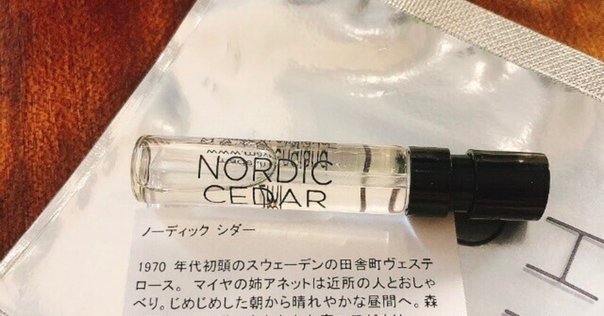 NORDIC
CEDAR
ノーディック シダー
1970 年代初頭のスウェーデンの田舎町ヴェステ
ロース。 マイヤの姉アネットは近所の人とおしゃ
べり。じめじめした朝から晴れやかな昼間へ。森